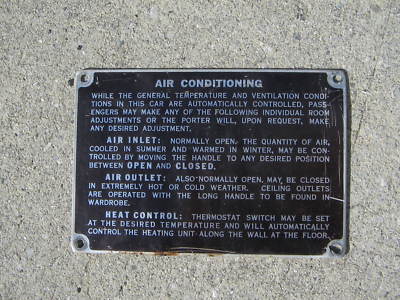 AIR CONDITIONING
WHILE THE GENERAL TEMPERATURE AND VENTILATION CONDI-
TIONS IN THIS CAR ARE AUTOMATICALLY CONTROLLED, PASS-
ENGERS MAY MAKE ANY OF THE FOLLOWING INDIVIDUAL ROOM
ADJUSTMENTS OR THE PORTER WILL, UPON REQUEST, MAKE
ANY DESIRED ADJUSTMENT.
AIR INLET: NORMALLY OPEN. THE QUANTITY OF AIR,
COOLED IN SUMMER AND WARMED IN WINTER, MAY BE CON-
TROLLED BY MOVING THE HANDLE TO ANY DESIRED POSITION
BETWEEN OPEN AND CLOSED.
AIR OUTLET: ALSO NORMALLY OPEN, MAY BE CLOSED
IN EXTREMELY HOT OR COLD WEATHER. CEILING OUTLETS
ARE OPERATED WITH THE LONG HANDLE TO BE FOUND IN
WARDROBE.
HEAT CONTROL: THERMOSTAT SWITCH MAY BE SET
AT THE DESIRED TEMPERATURE AND WILL AUTOMATICALLY
CONTROL THE HEATING UNIT ALONG THE WALL AT THE FLOOR.